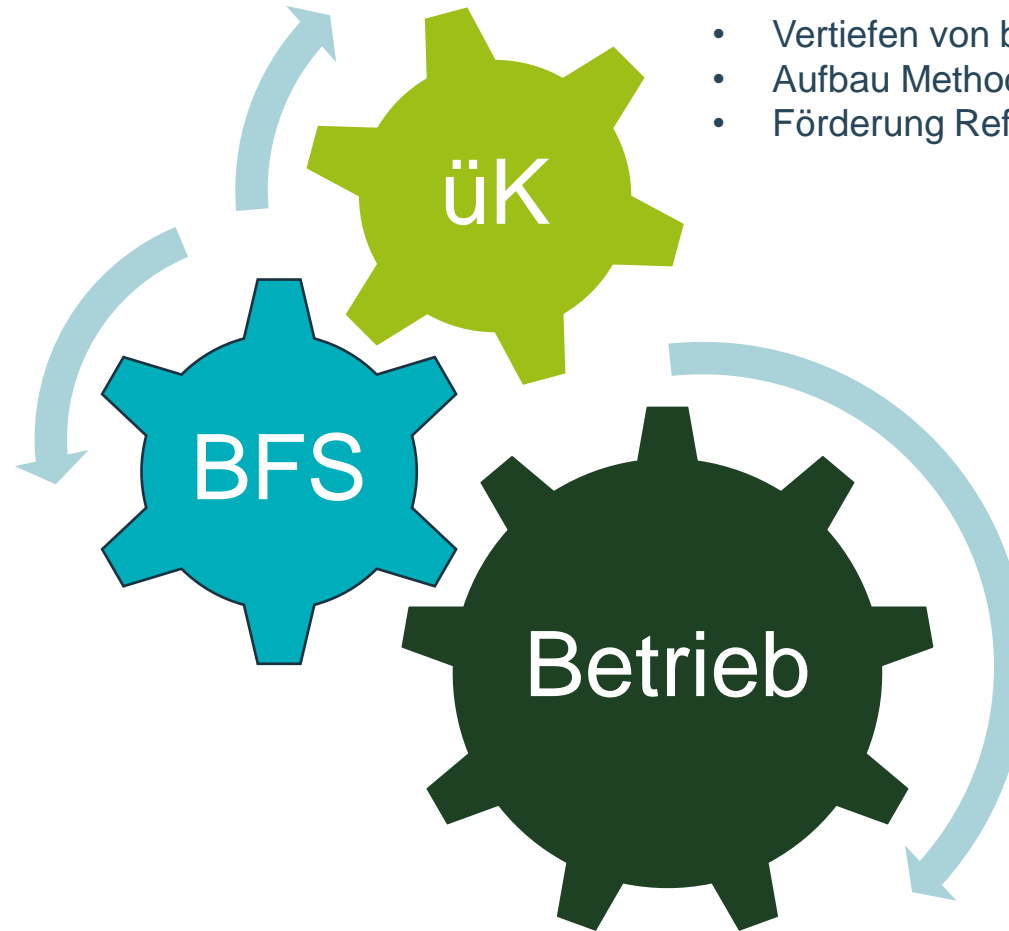 • Vertiefen von b
• Aufbau Method
• Förderung Ref
üK
BFS
Betrieb